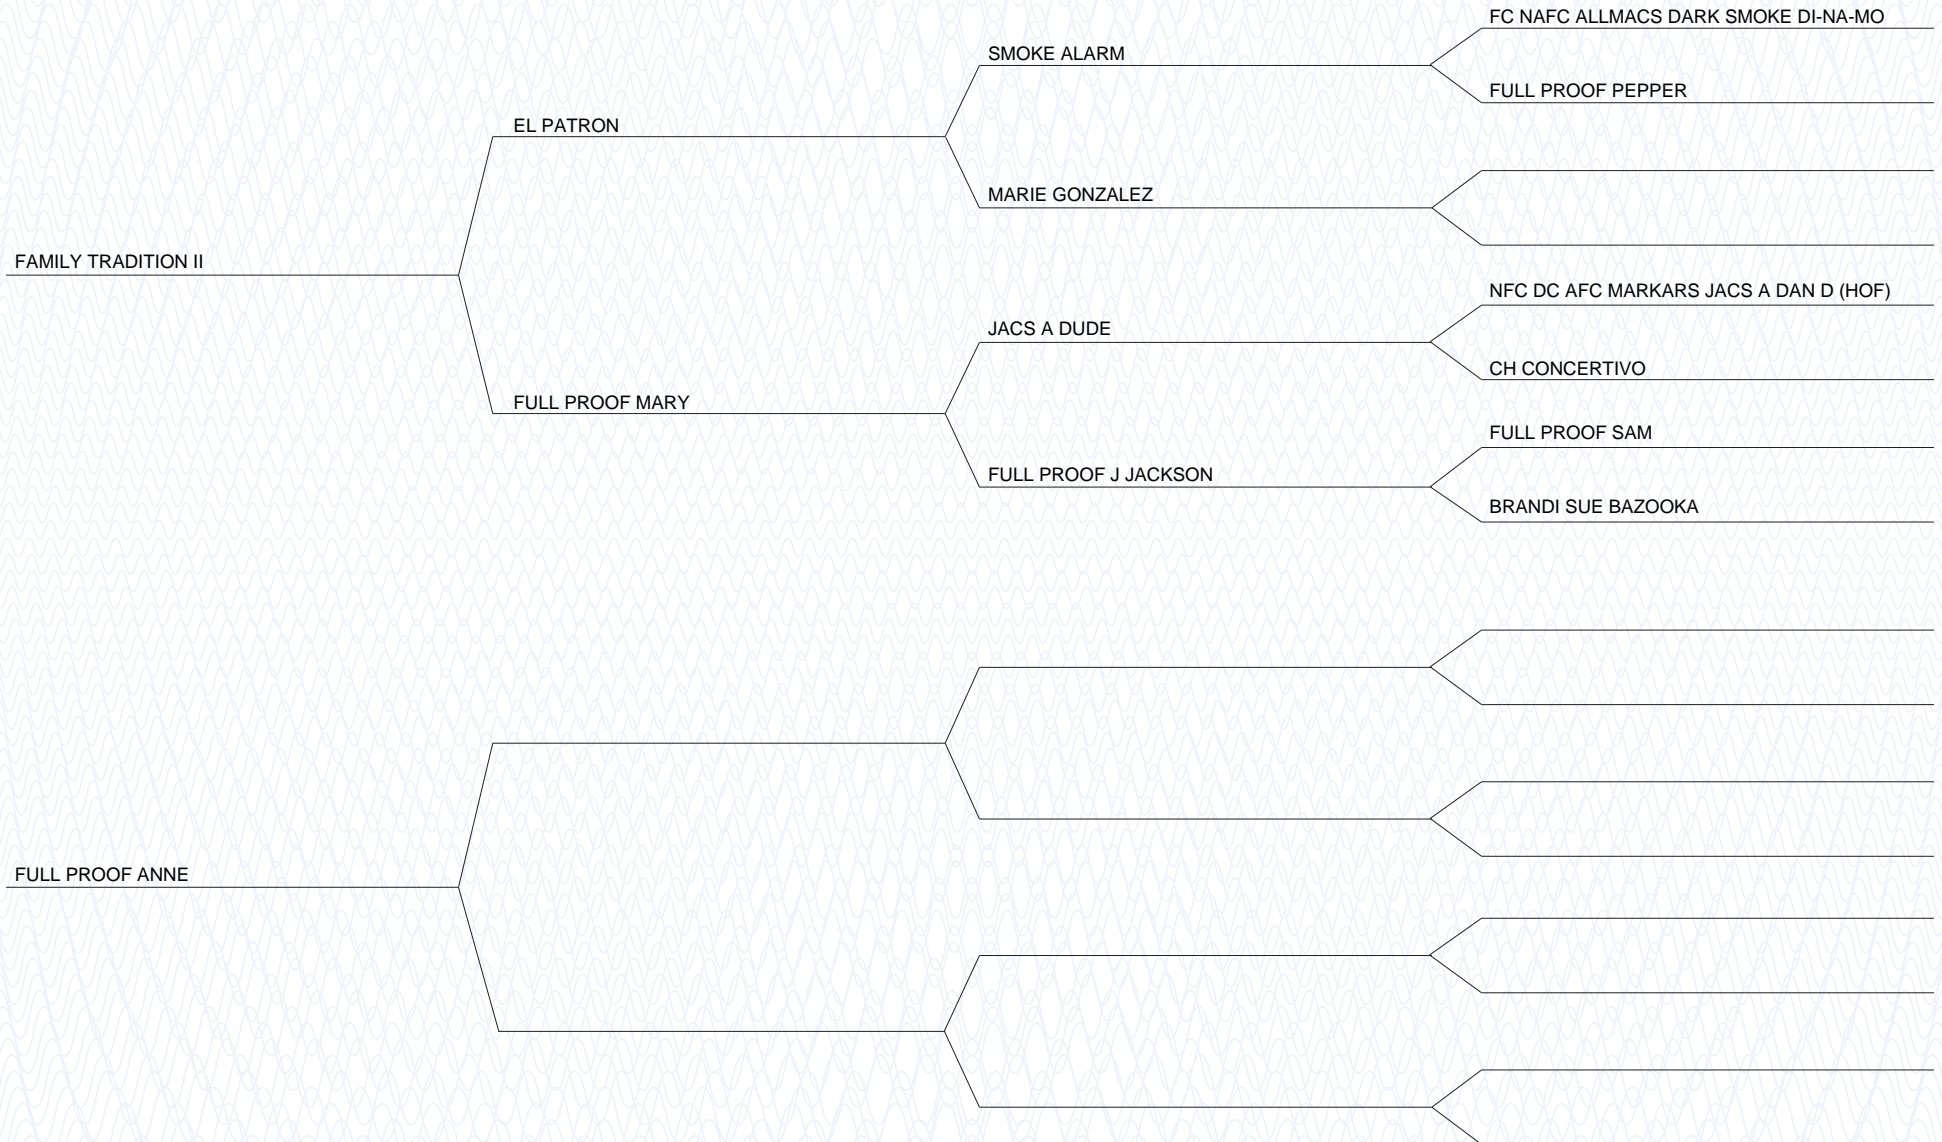 FC NAFC ALLMACS DARK SMOKE DI-NA-MO
SMOKE ALARM
FULL PROOF PEPPER
EL PATRON
MARIE GONZALEZ
FAMILY TRADITION II
NFC DC AFC MARKARS JACS A DAN D (HOF)
JACS A DUDE
CH CONCERTIVO
FULL PROOF MARY
FULL PROOF SAM
FULL PROOF J JACKSON
BRANDI SUE BAZOOKA
FULL PROOF ANNE